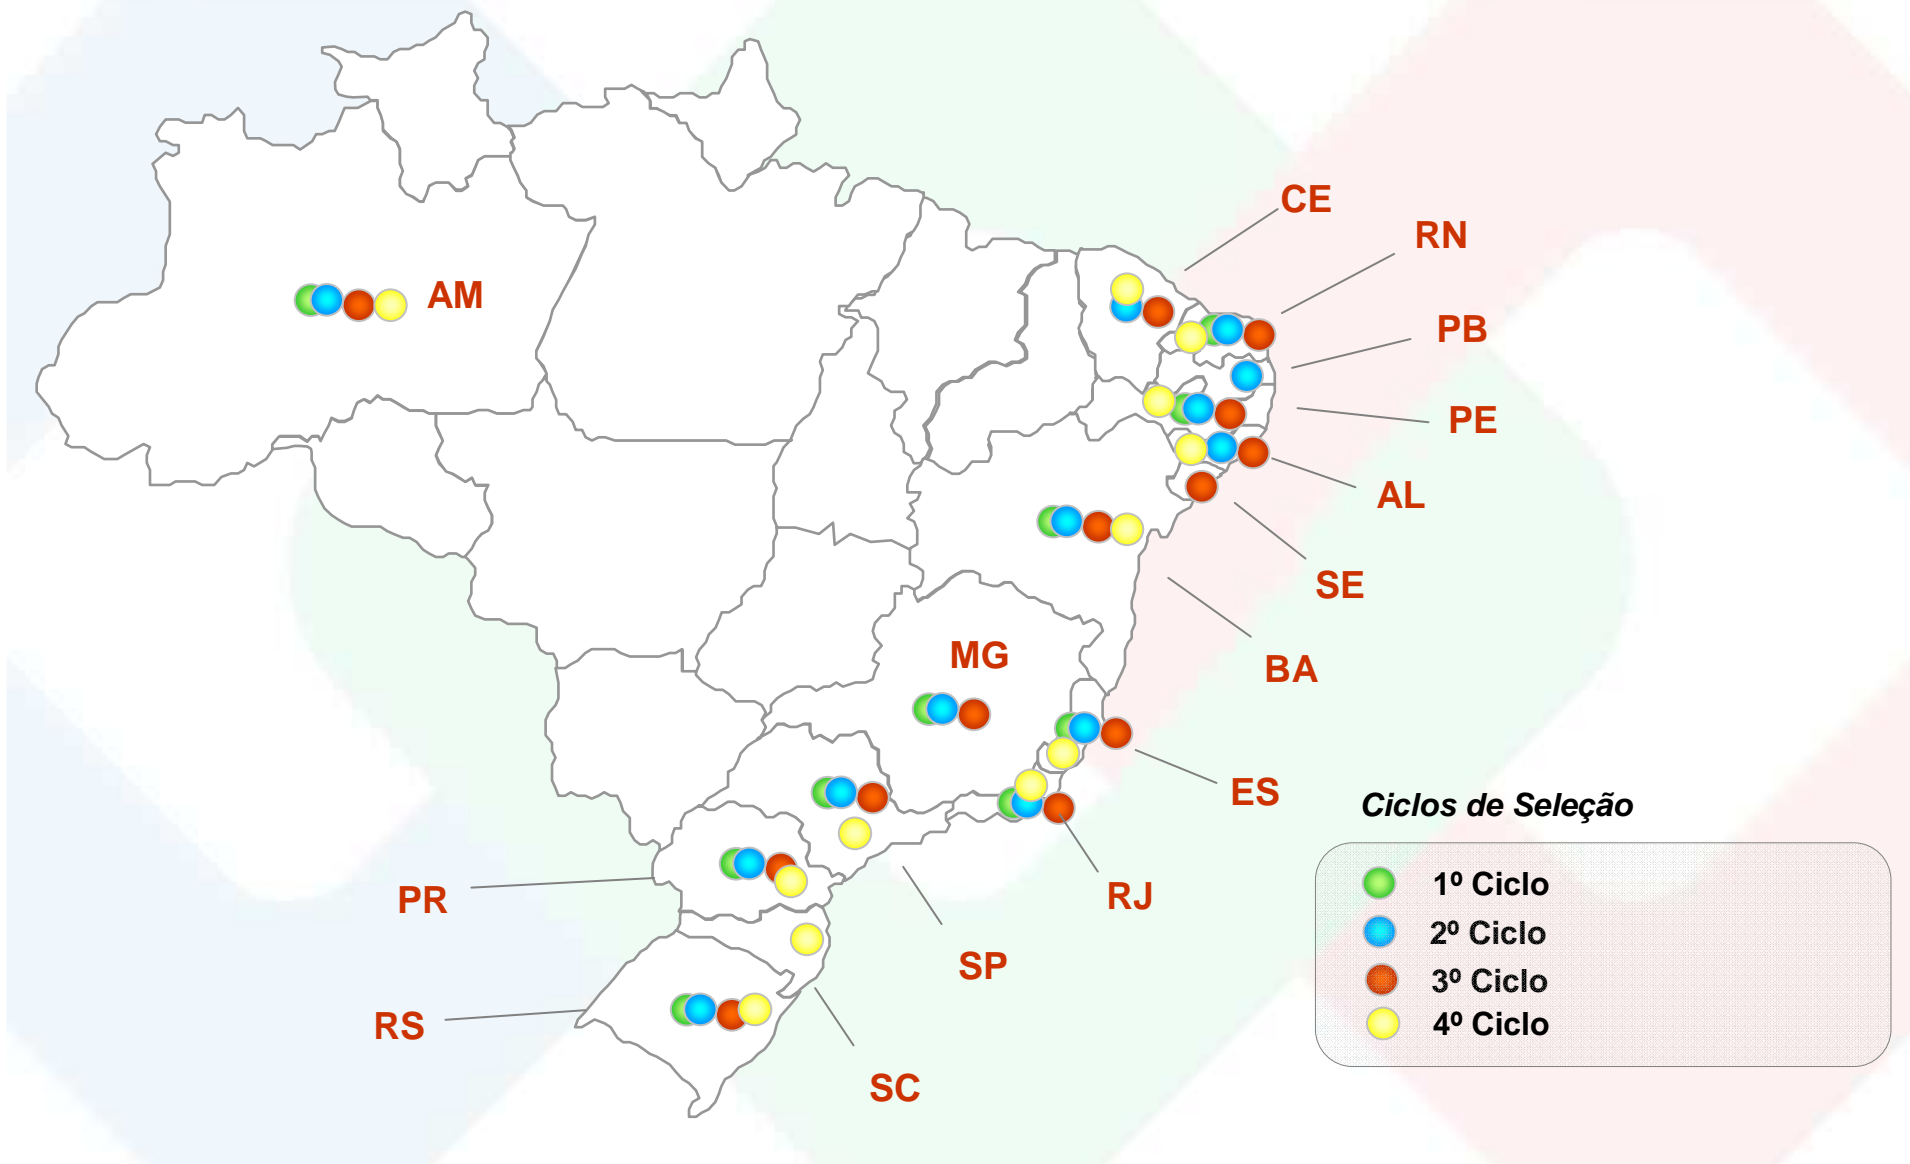 CE
RN
AM
PB
PE
AL
SE
MG
BA
ES
Ciclos de Seleção
1º Ciclo
PR
RJ
2º Ciclo
SP
3º Ciclo
RS
4º Ciclo
SC